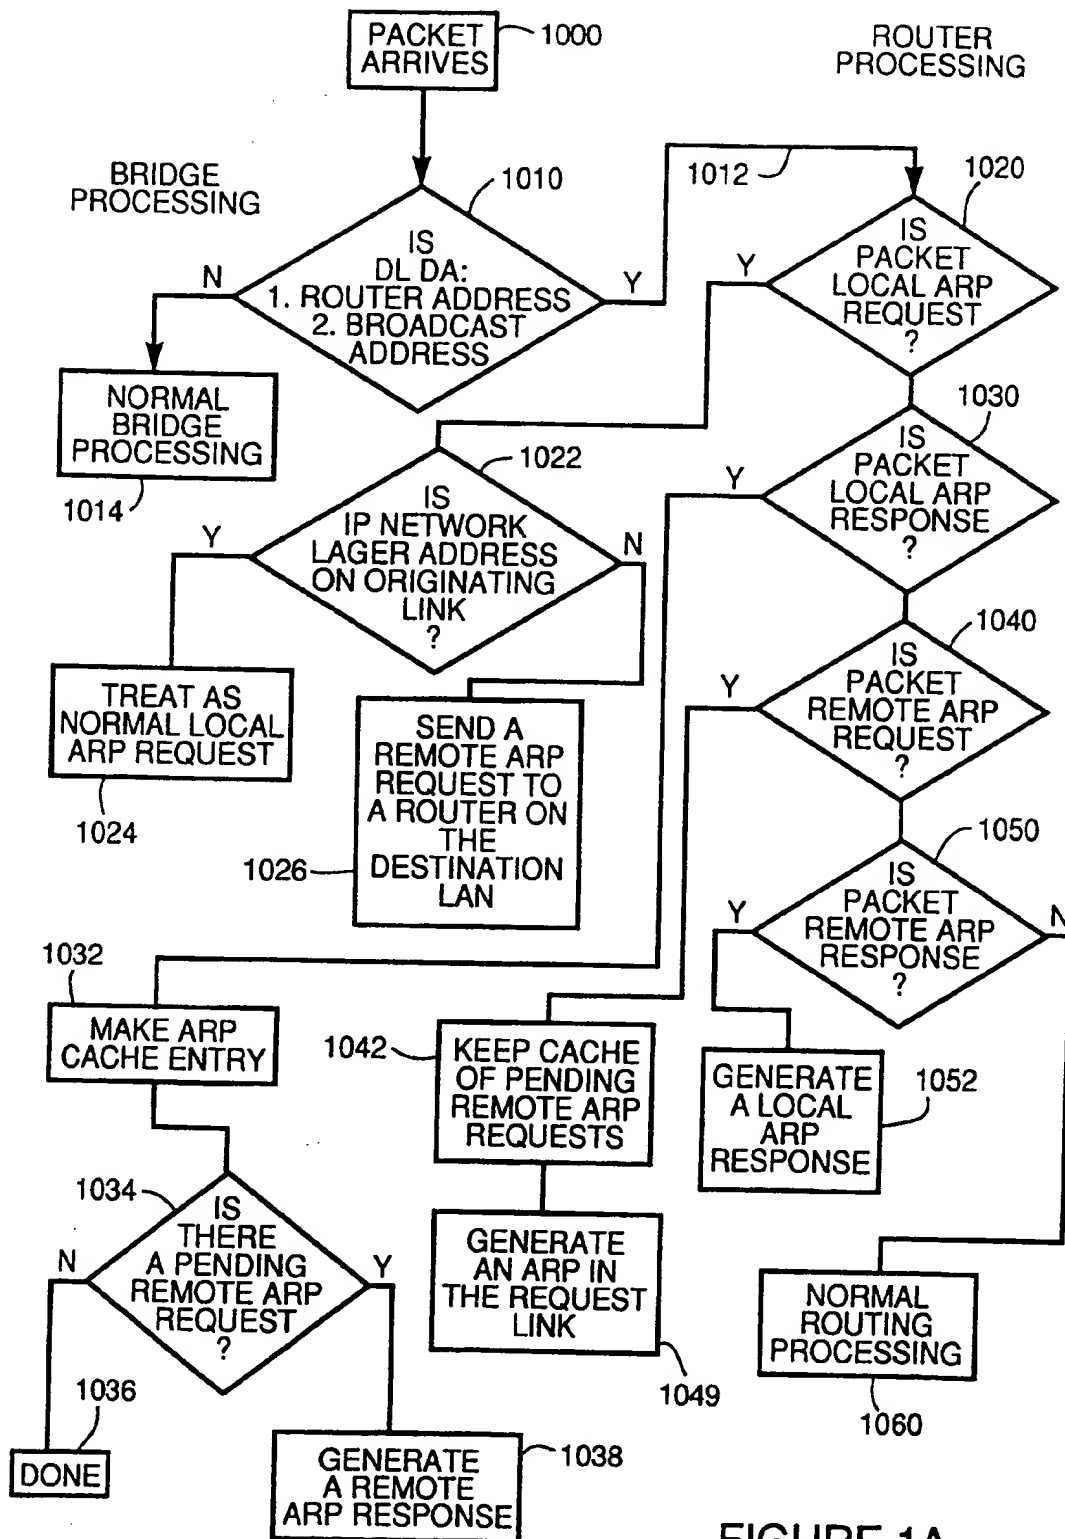 PACKET
ARRIVES
1000
ROUTER
PROCESSING
BRIDGE
PROCESSING
1010
1012
1020
IS
DL DA:
1. ROUTER ADDRESS
2. BROADCAST
ADDRESS
N
Y
IS
PACKET
LOCAL ARP
REQUEST
?
Y
NORMAL
BRIDGE
PROCESSING
1014
1022
IS
IP NETWORK
LAGER ADDRESS
ON ORIGINATING
LINK
?
Y
N
1030
IS
PACKET
LOCAL ARP
RESPONSE
?
Y
TREAT AS
NORMAL LOCAL
ARP REQUEST
1024
SEND A
REMOTE ARP
REQUEST TO
A ROUTER ON
THE
DESTINATION
LAN
1026
1040
IS
PACKET
REMOTE ARP
REQUEST
?
Y
1050
IS
PACKET
REMOTE ARP
RESPONSE
?
Y
N
1032
MAKE ARP
CACHE ENTRY
1042
KEEP CACHE
OF PENDING
REMOTE ARP
REQUESTS
GENERATE
A LOCAL
ARP
RESPONSE
1052
1034
IS
THERE
A PENDING
REMOTE ARP
REQUEST
?
N
Y
GENERATE
AN ARP IN
THE REQUEST
LINK
1049
NORMAL
ROUTING
PROCESSING
1060
1036
DONE
GENERATE
A REMOTE
ARP RESPONSE
1038
FIGURE 1A